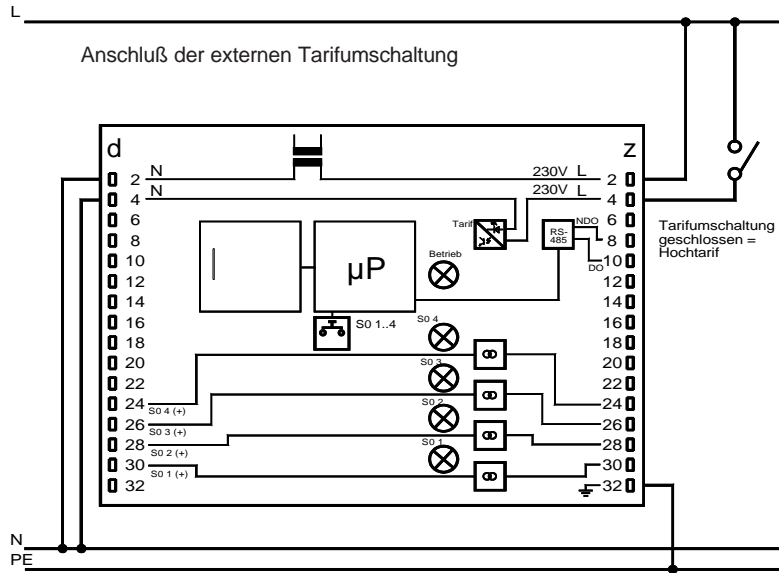 L
Anschluß der externen Tarifumschaltung
d
z
2 N 230V L 2
4 N 230V L 4
6 Tarif RS-485 NDO 6
8 8
Tarifumschaltung
geschlossen =
Hochtarif
10 Betrieb DO 10
12 µP 12
14 14
16 S0 1..4 S0 4 16
18 18
20 20
22 S0 3 22
24 S0 4 (+) 24
26 S0 3 (+) S0 2 26
28 S0 2 (+) 28
30 S0 1 (+) S0 1 30
32 32
N
PE